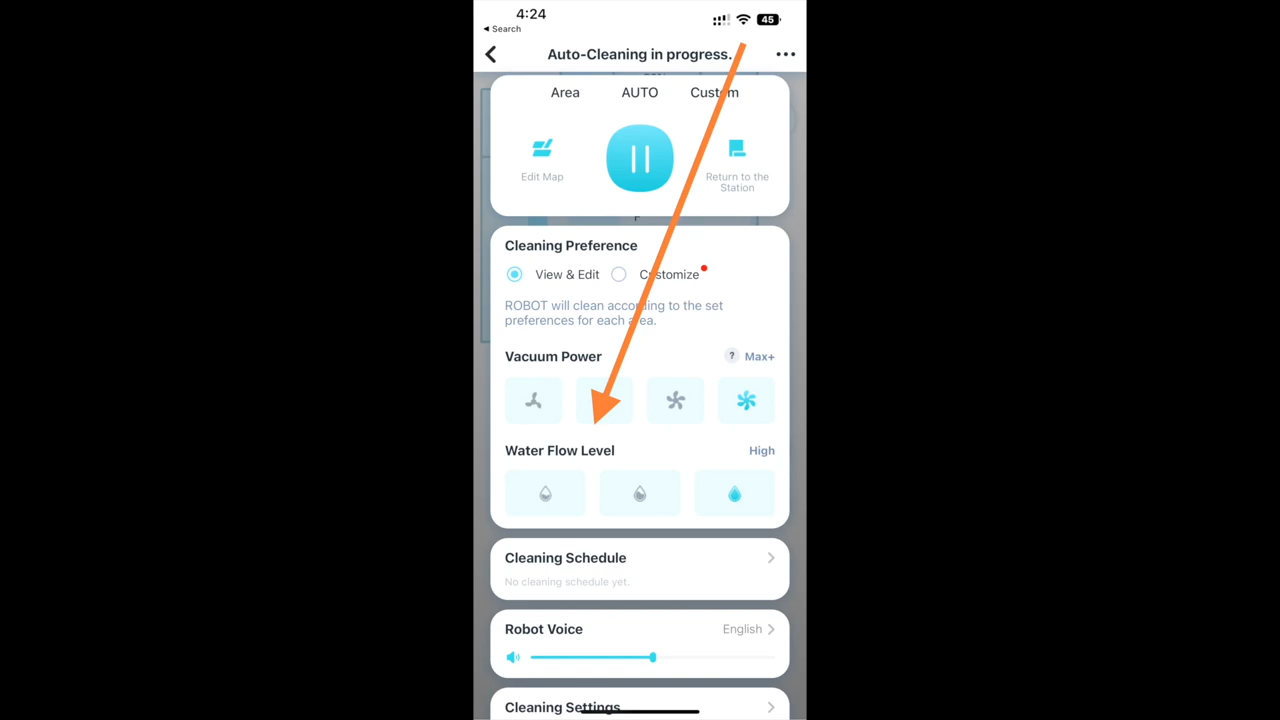 4:24
45
Search
Auto-Cleaning in progress.
Area AUTO Custom
Edit Map
Return to the
Station
Cleaning Preference
View & Edit Customize
ROBOT will clean according to the set
preferences for each area.
Vacuum Power ? Max+
Water Flow Level High
Cleaning Schedule
No cleaning schedule yet.
Robot Voice English
Cleaning Settings